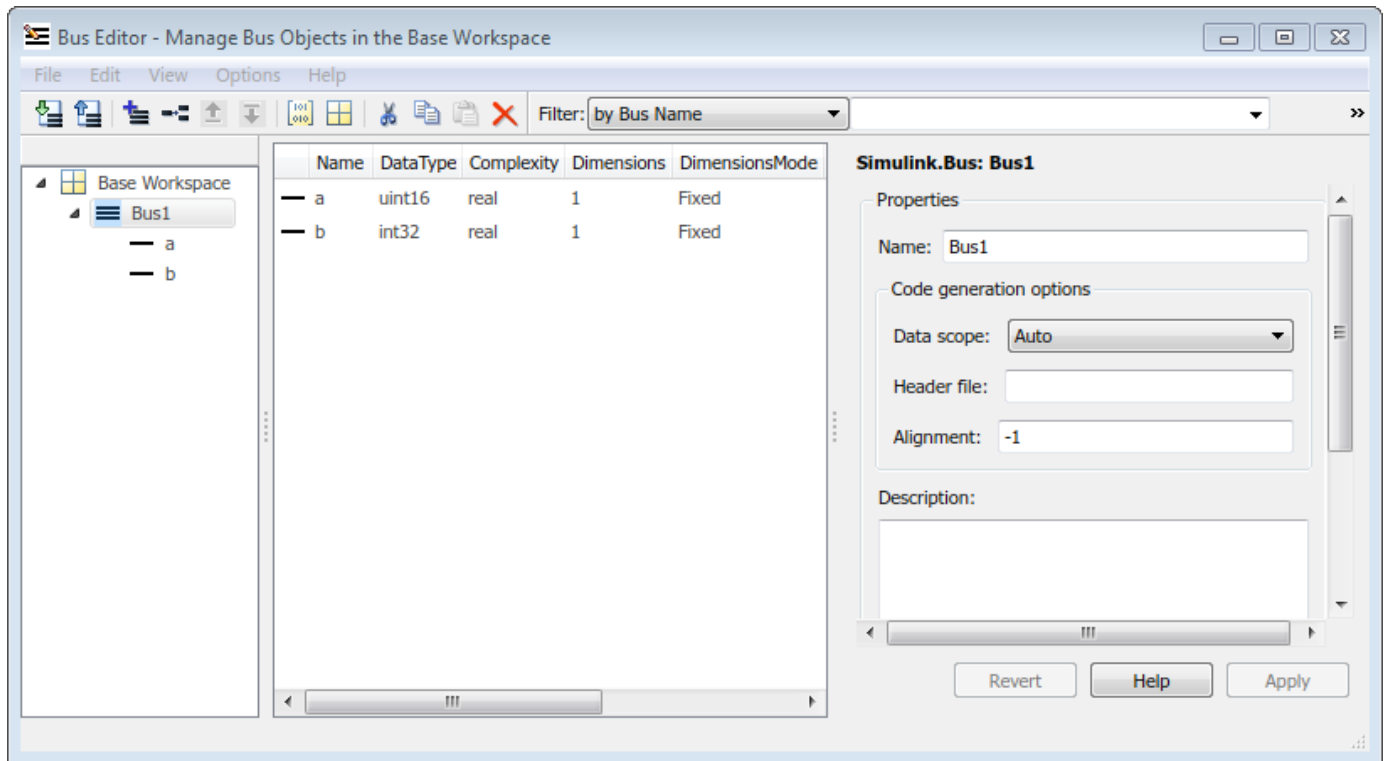 Bus Editor - Manage Bus Objects in the Base Workspace
File Edit View Options Help
Filter: by Bus Name
Base Workspace
Bus1
a
b
Name DataType Complexity Dimensions DimensionsMode
a uint16 real 1 Fixed
b int32 real 1 Fixed
Simulink.Bus: Bus1
Properties
Name: Bus1
Code generation options
Data scope: Auto
Header file:
Alignment: -1
Description:
Revert Help Apply